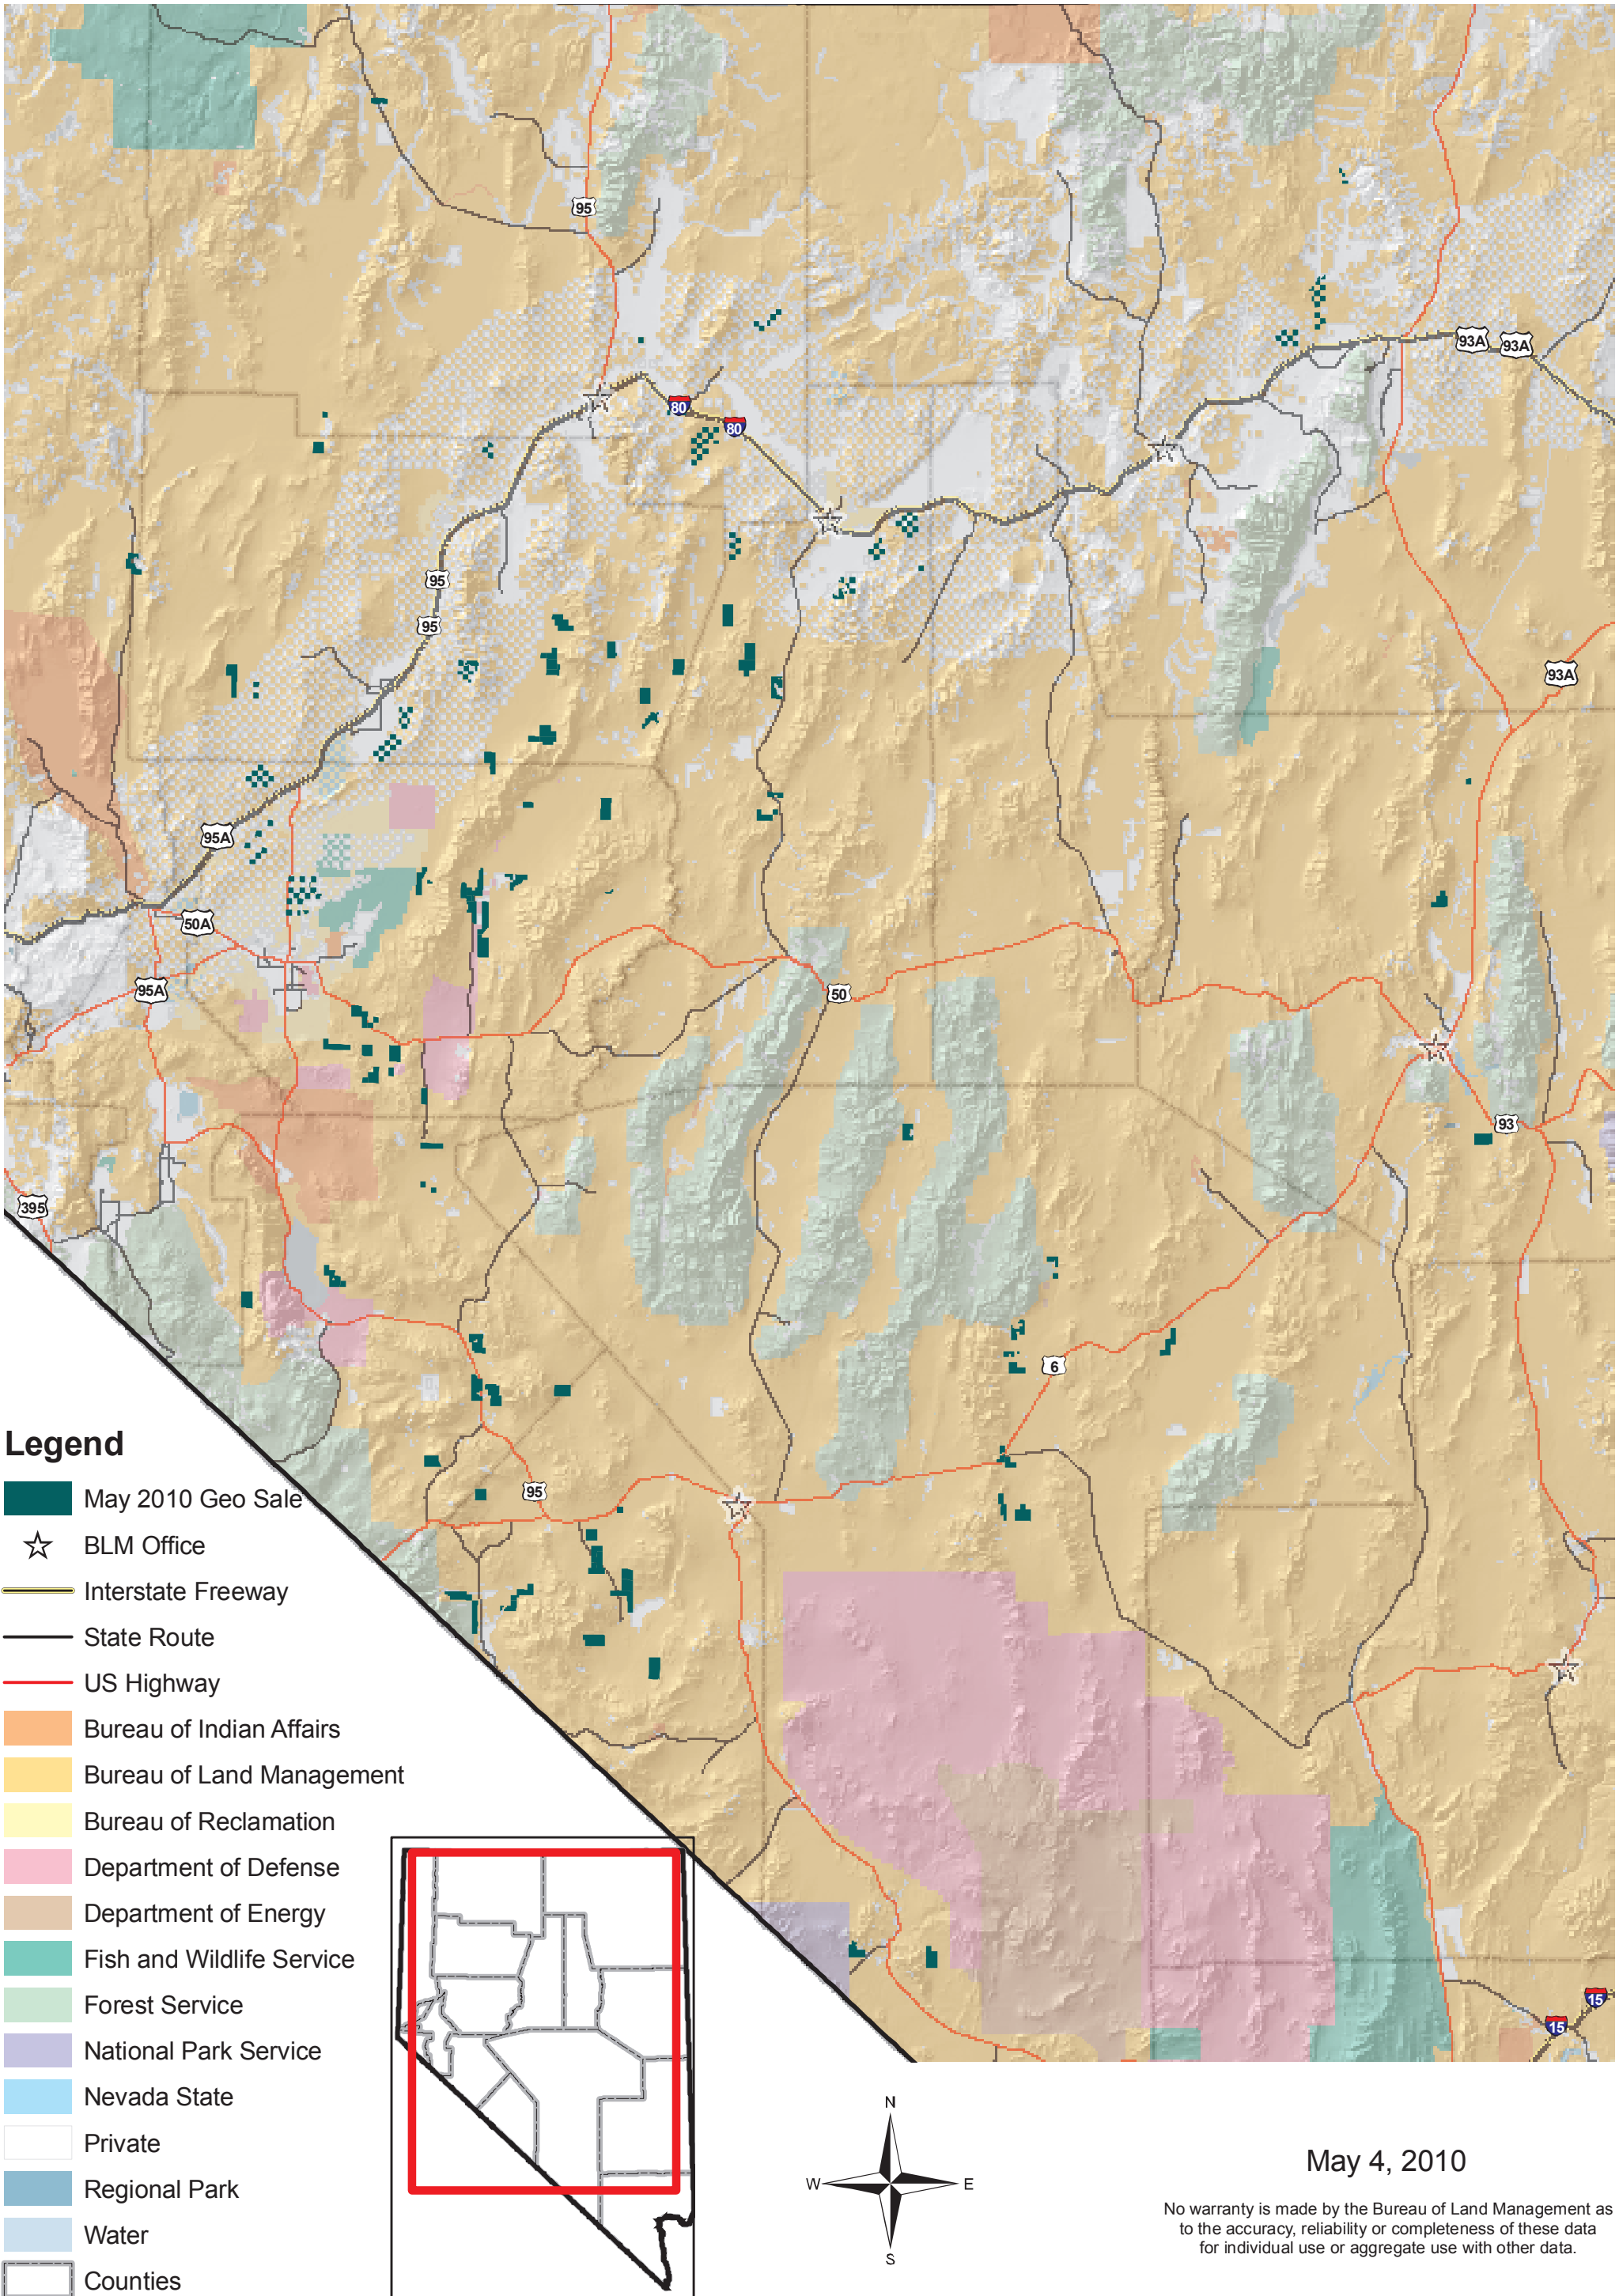 95
93A
93A
80
80
95
95
93A
95A
50A
95A
50
93
395
6
95
15
15
Legend
May 2010 Geo Sale
BLM Office
Interstate Freeway
State Route
US Highway
Bureau of Indian Affairs
Bureau of Land Management
Bureau of Reclamation
Department of Defense
Department of Energy
Fish and Wildlife Service
Forest Service
National Park Service
Nevada State
Private
Regional Park
Water
Counties
N
W
E
S
May 4, 2010
No warranty is made by the Bureau of Land Management as
to the accuracy, reliability or completeness of these data
for individual use or aggregate use with other data.